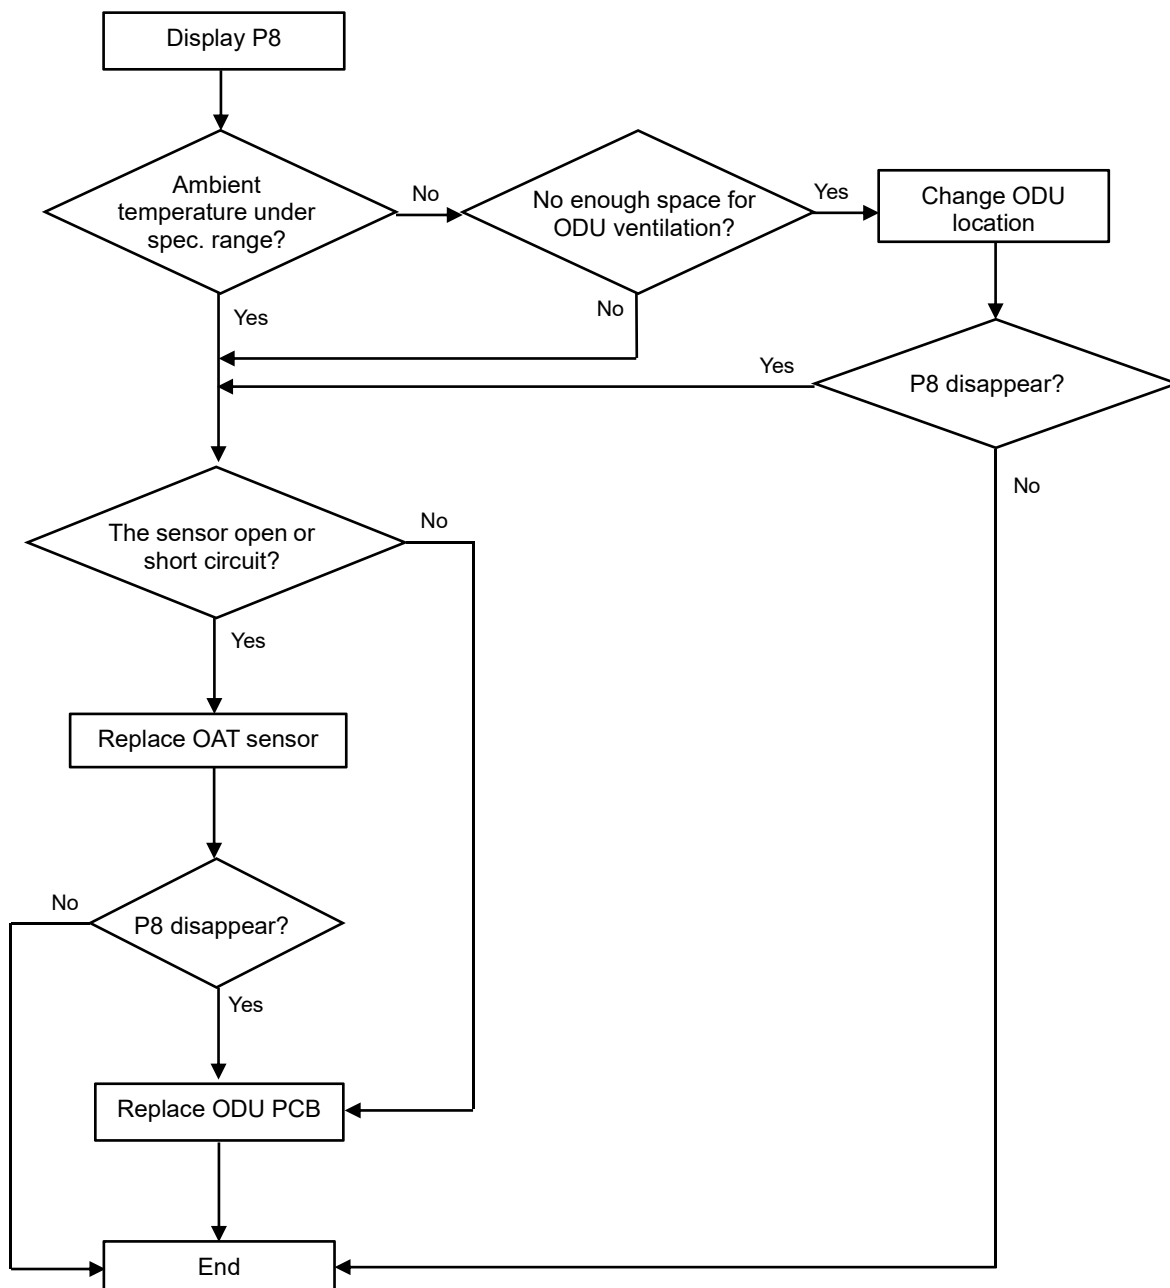 Display P8
Ambient
temperature under
spec. range?
No
No enough space for
ODU ventilation?
Yes
Change ODU
location
Yes
No
Yes
P8 disappear?
No
The sensor open or
short circuit?
No
Yes
Replace OAT sensor
No
P8 disappear?
Yes
Replace ODU PCB
End